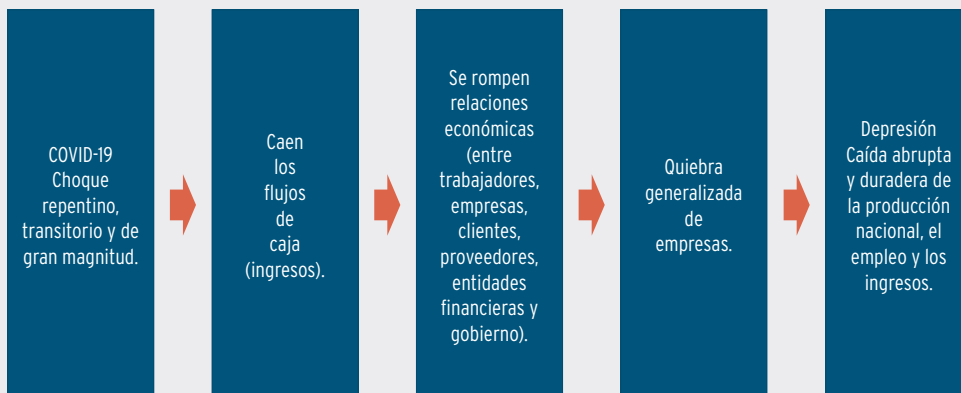 COVID-19
Choque
repentino,
transitorio y de
gran magnitud.
Caen
los
flujos
de
caja
(ingresos).
Se rompen
relaciones
económicas
(entre
trabajadores,
empresas,
clientes,
proveedores,
entidades
financieras y
gobierno).
Quiebra
generalizada
de
empresas.
Depresión
Caída abrupta
y duradera de
la producción
nacional, el
empleo y los
ingresos.